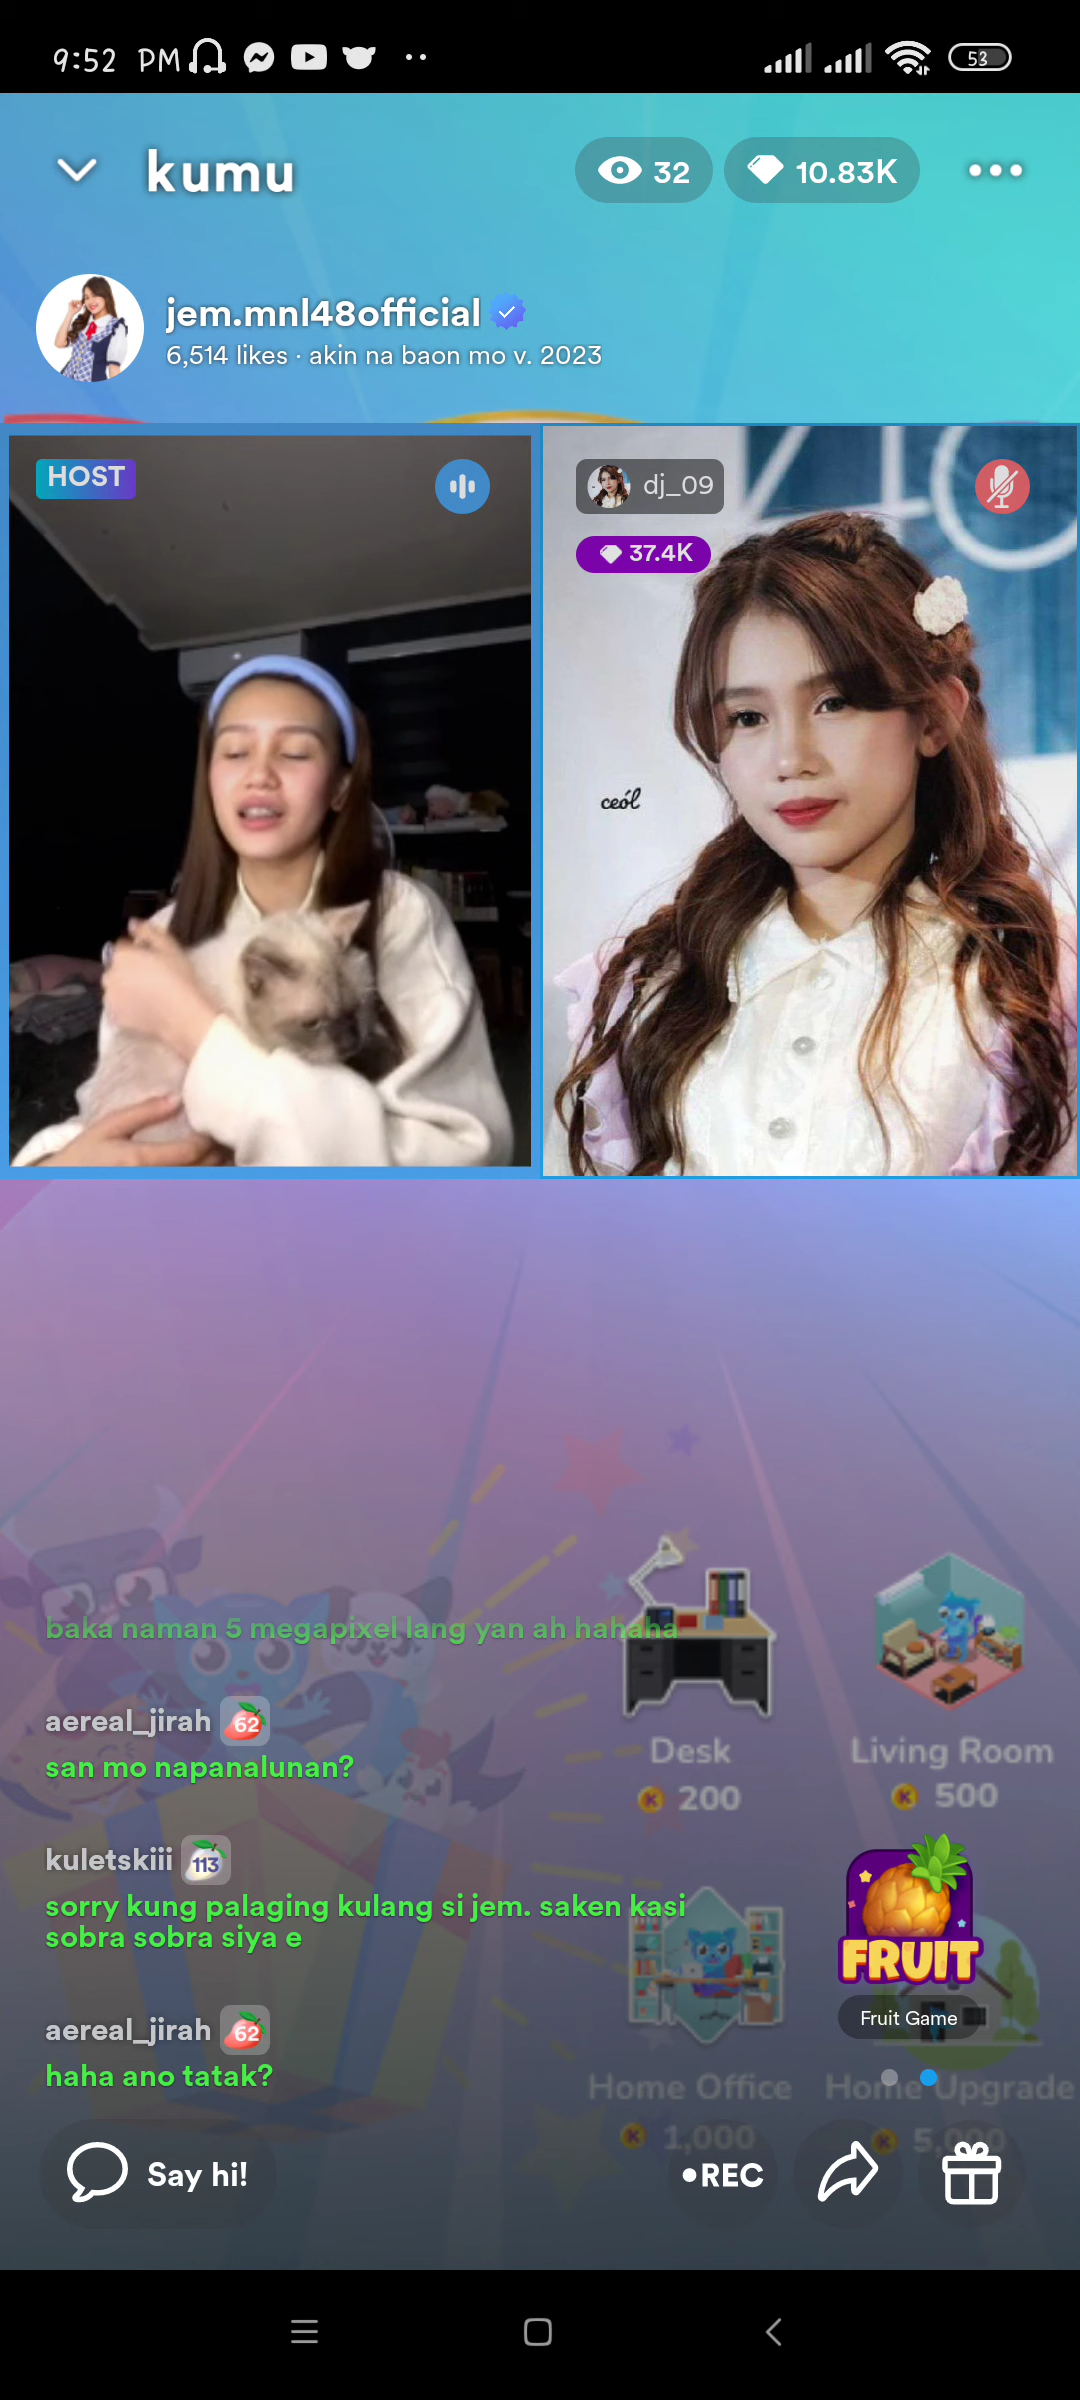 9:52 PM
53
kumu
32
10.83K
jem.mnl48official
6,514 likes · akin na baon mo v. 2023
HOST
dj_09
37.4K
ceól
baka naman 5 megapixel lang yan ah hahaha
aereal_jirah 62
san mo napanalunan?
Desk
200
Living Room
500
kuletskiii 113
sorry kung palaging kulang si jem. saken kasi
sobra sobra siya e
FRUIT
Fruit Game
aereal_jirah 62
haha ano tatak?
Home Office
1,000
Home Upgrade
5,000
Say hi!
•REC